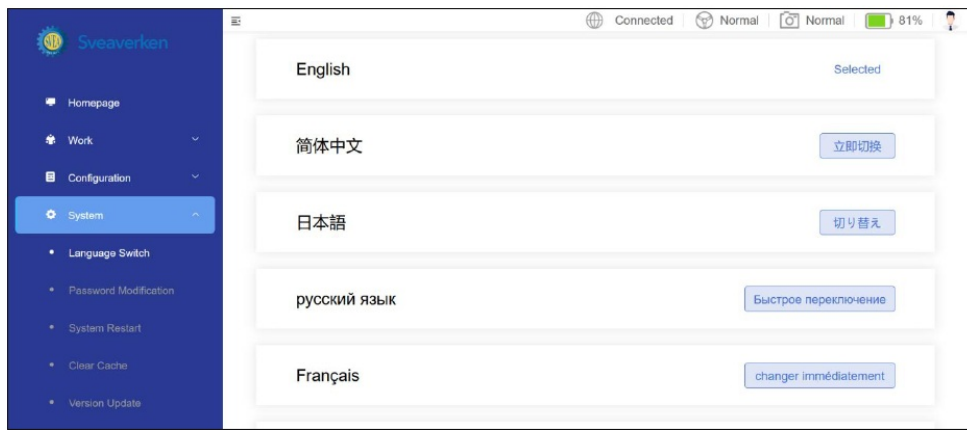 Sveaverken
Connected
Normal
Normal
81%
Homepage
Work
Configuration
System
Language Switch
Password Modification
System Restart
Clear Cache
Version Update
English
Selected
简体中文
立即切换
日本語
切り替え
русский язык
Быстрое переключение
Français
changer immédiatement